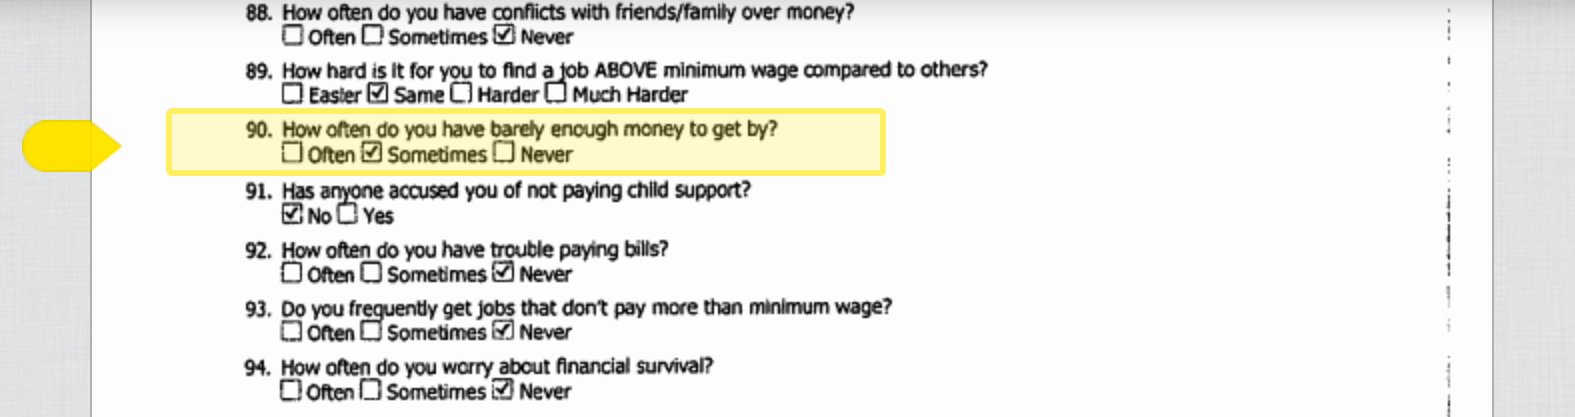 88. How often do you have conflicts with friends/family over money?
☐ Often ☐ Sometimes ☑ Never
89. How hard is it for you to find a job ABOVE minimum wage compared to others?
☐ Easier ☑ Same ☐ Harder ☐ Much Harder
90. How often do you have barely enough money to get by?
☐ Often ☑ Sometimes ☐ Never
91. Has anyone accused you of not paying child support?
☑ No ☐ Yes
92. How often do you have trouble paying bills?
☐ Often ☐ Sometimes ☑ Never
93. Do you frequently get jobs that don't pay more than minimum wage?
☐ Often ☐ Sometimes ☑ Never
94. How often do you worry about financial survival?
☐ Often ☐ Sometimes ☑ Never